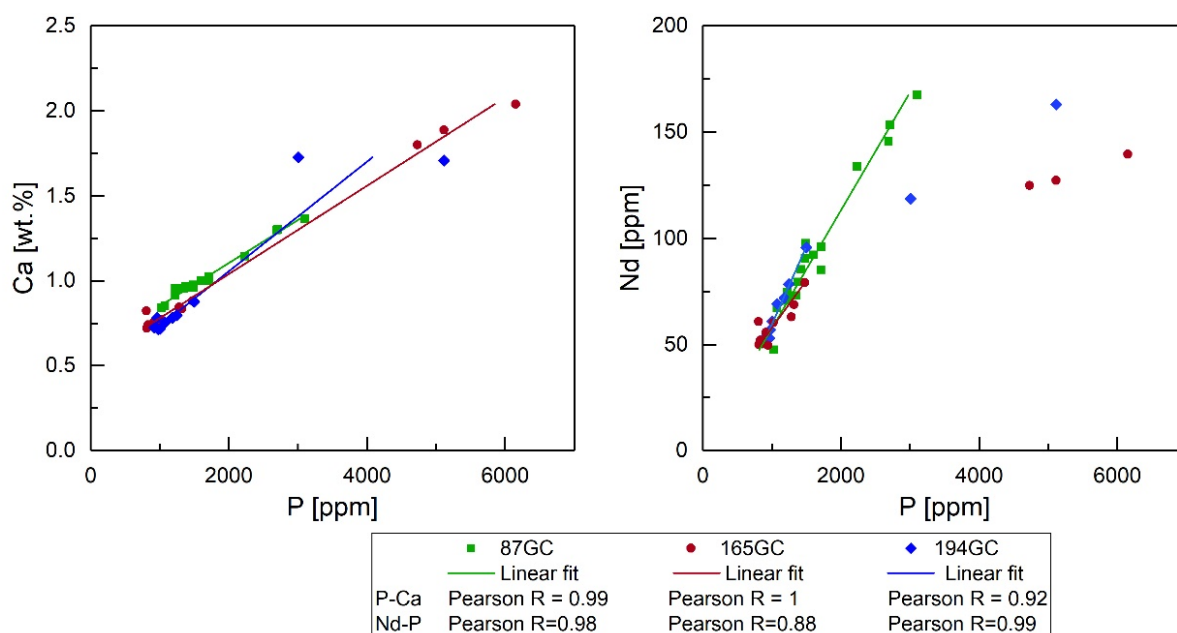 2.5
2.0
1.5
1.0
0.5
0.0
Ca [wt.%]
0 2000 4000 6000
P [ppm]
200
150
100
50
0
Nd [ppm]
0 2000 4000 6000
P [ppm]
87GC 165GC 194GC
Linear fit Linear fit Linear fit
P-Ca Pearson R = 0.99 Pearson R = 1 Pearson R = 0.92
Nd-P Pearson R=0.98 Pearson R=0.88 Pearson R=0.99